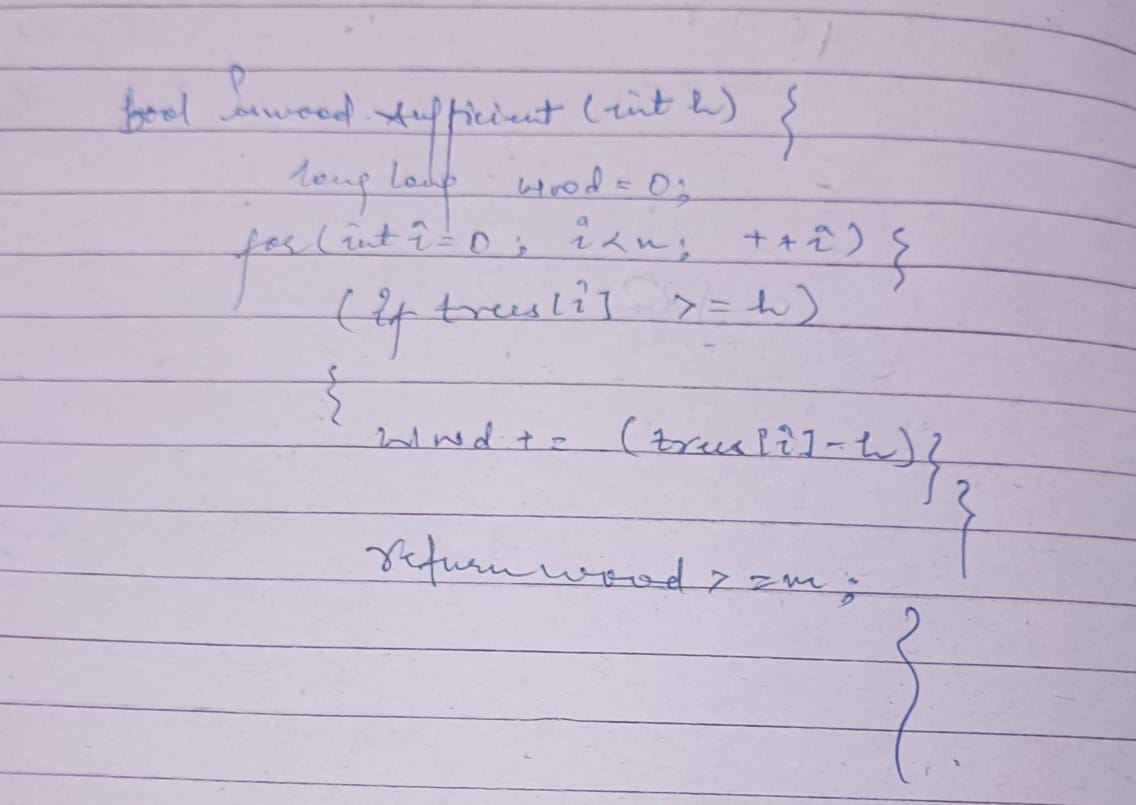 bool Iswood Sufficient (int h) {
long long wood = 0;
for (int i = 0 ; i < n; ++i) {
(if trees[i] >= h)
{
wood += (trees[i] - h) }
}
return wood >= m ;
}